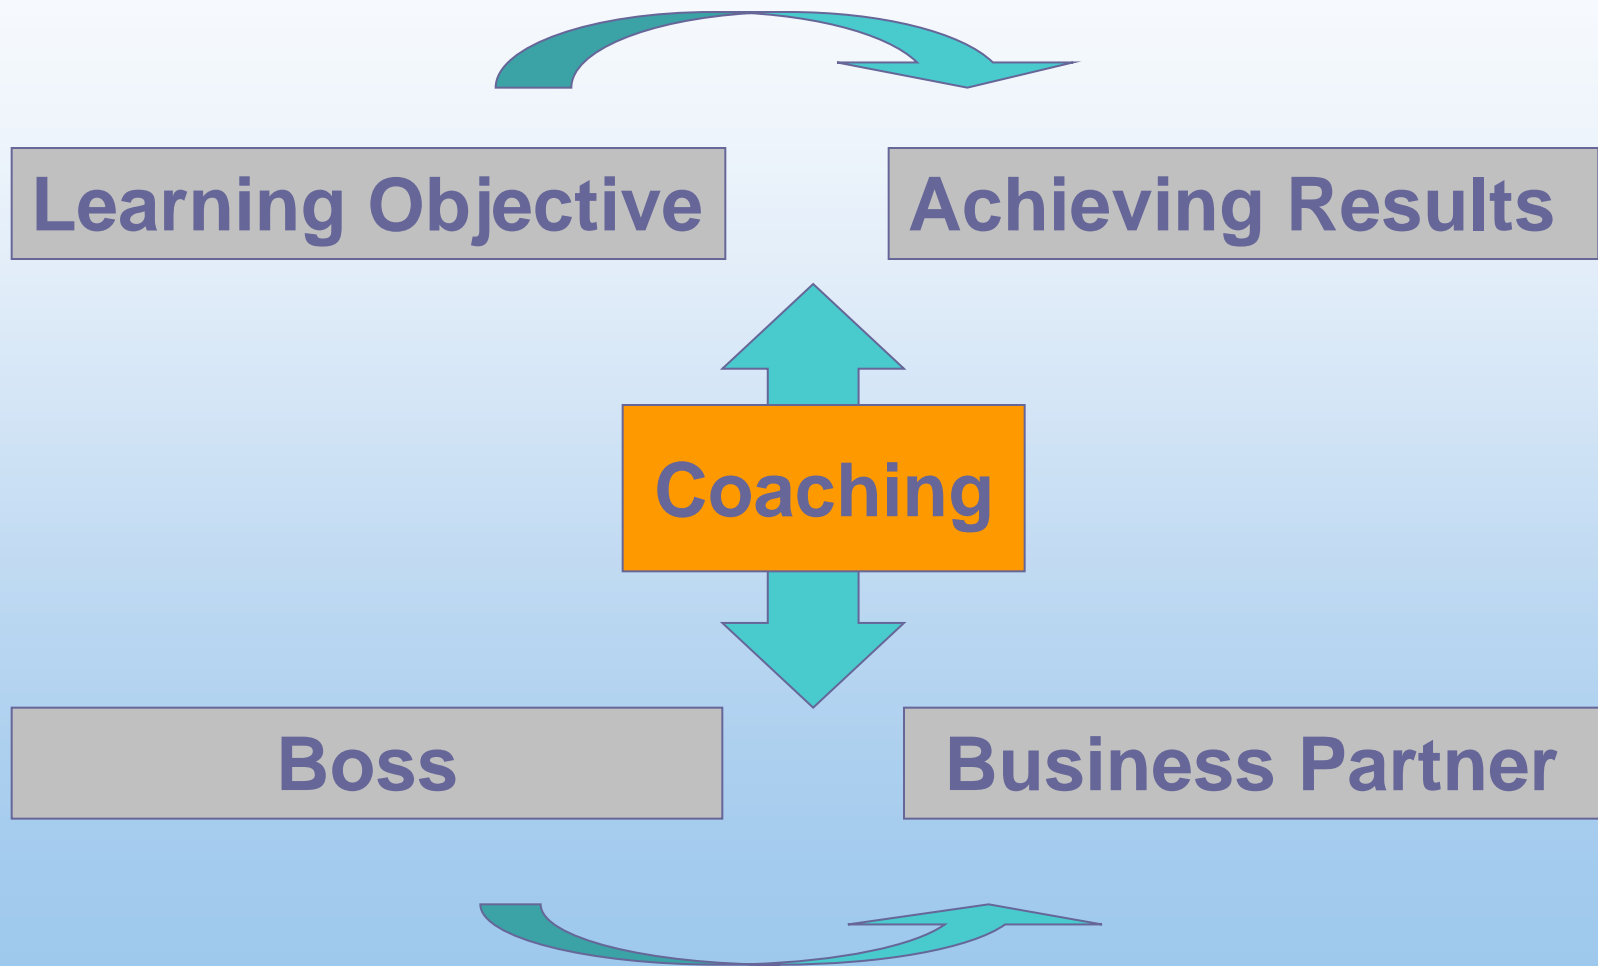 Learning Objective
Achieving Results
Coaching
Boss
Business Partner